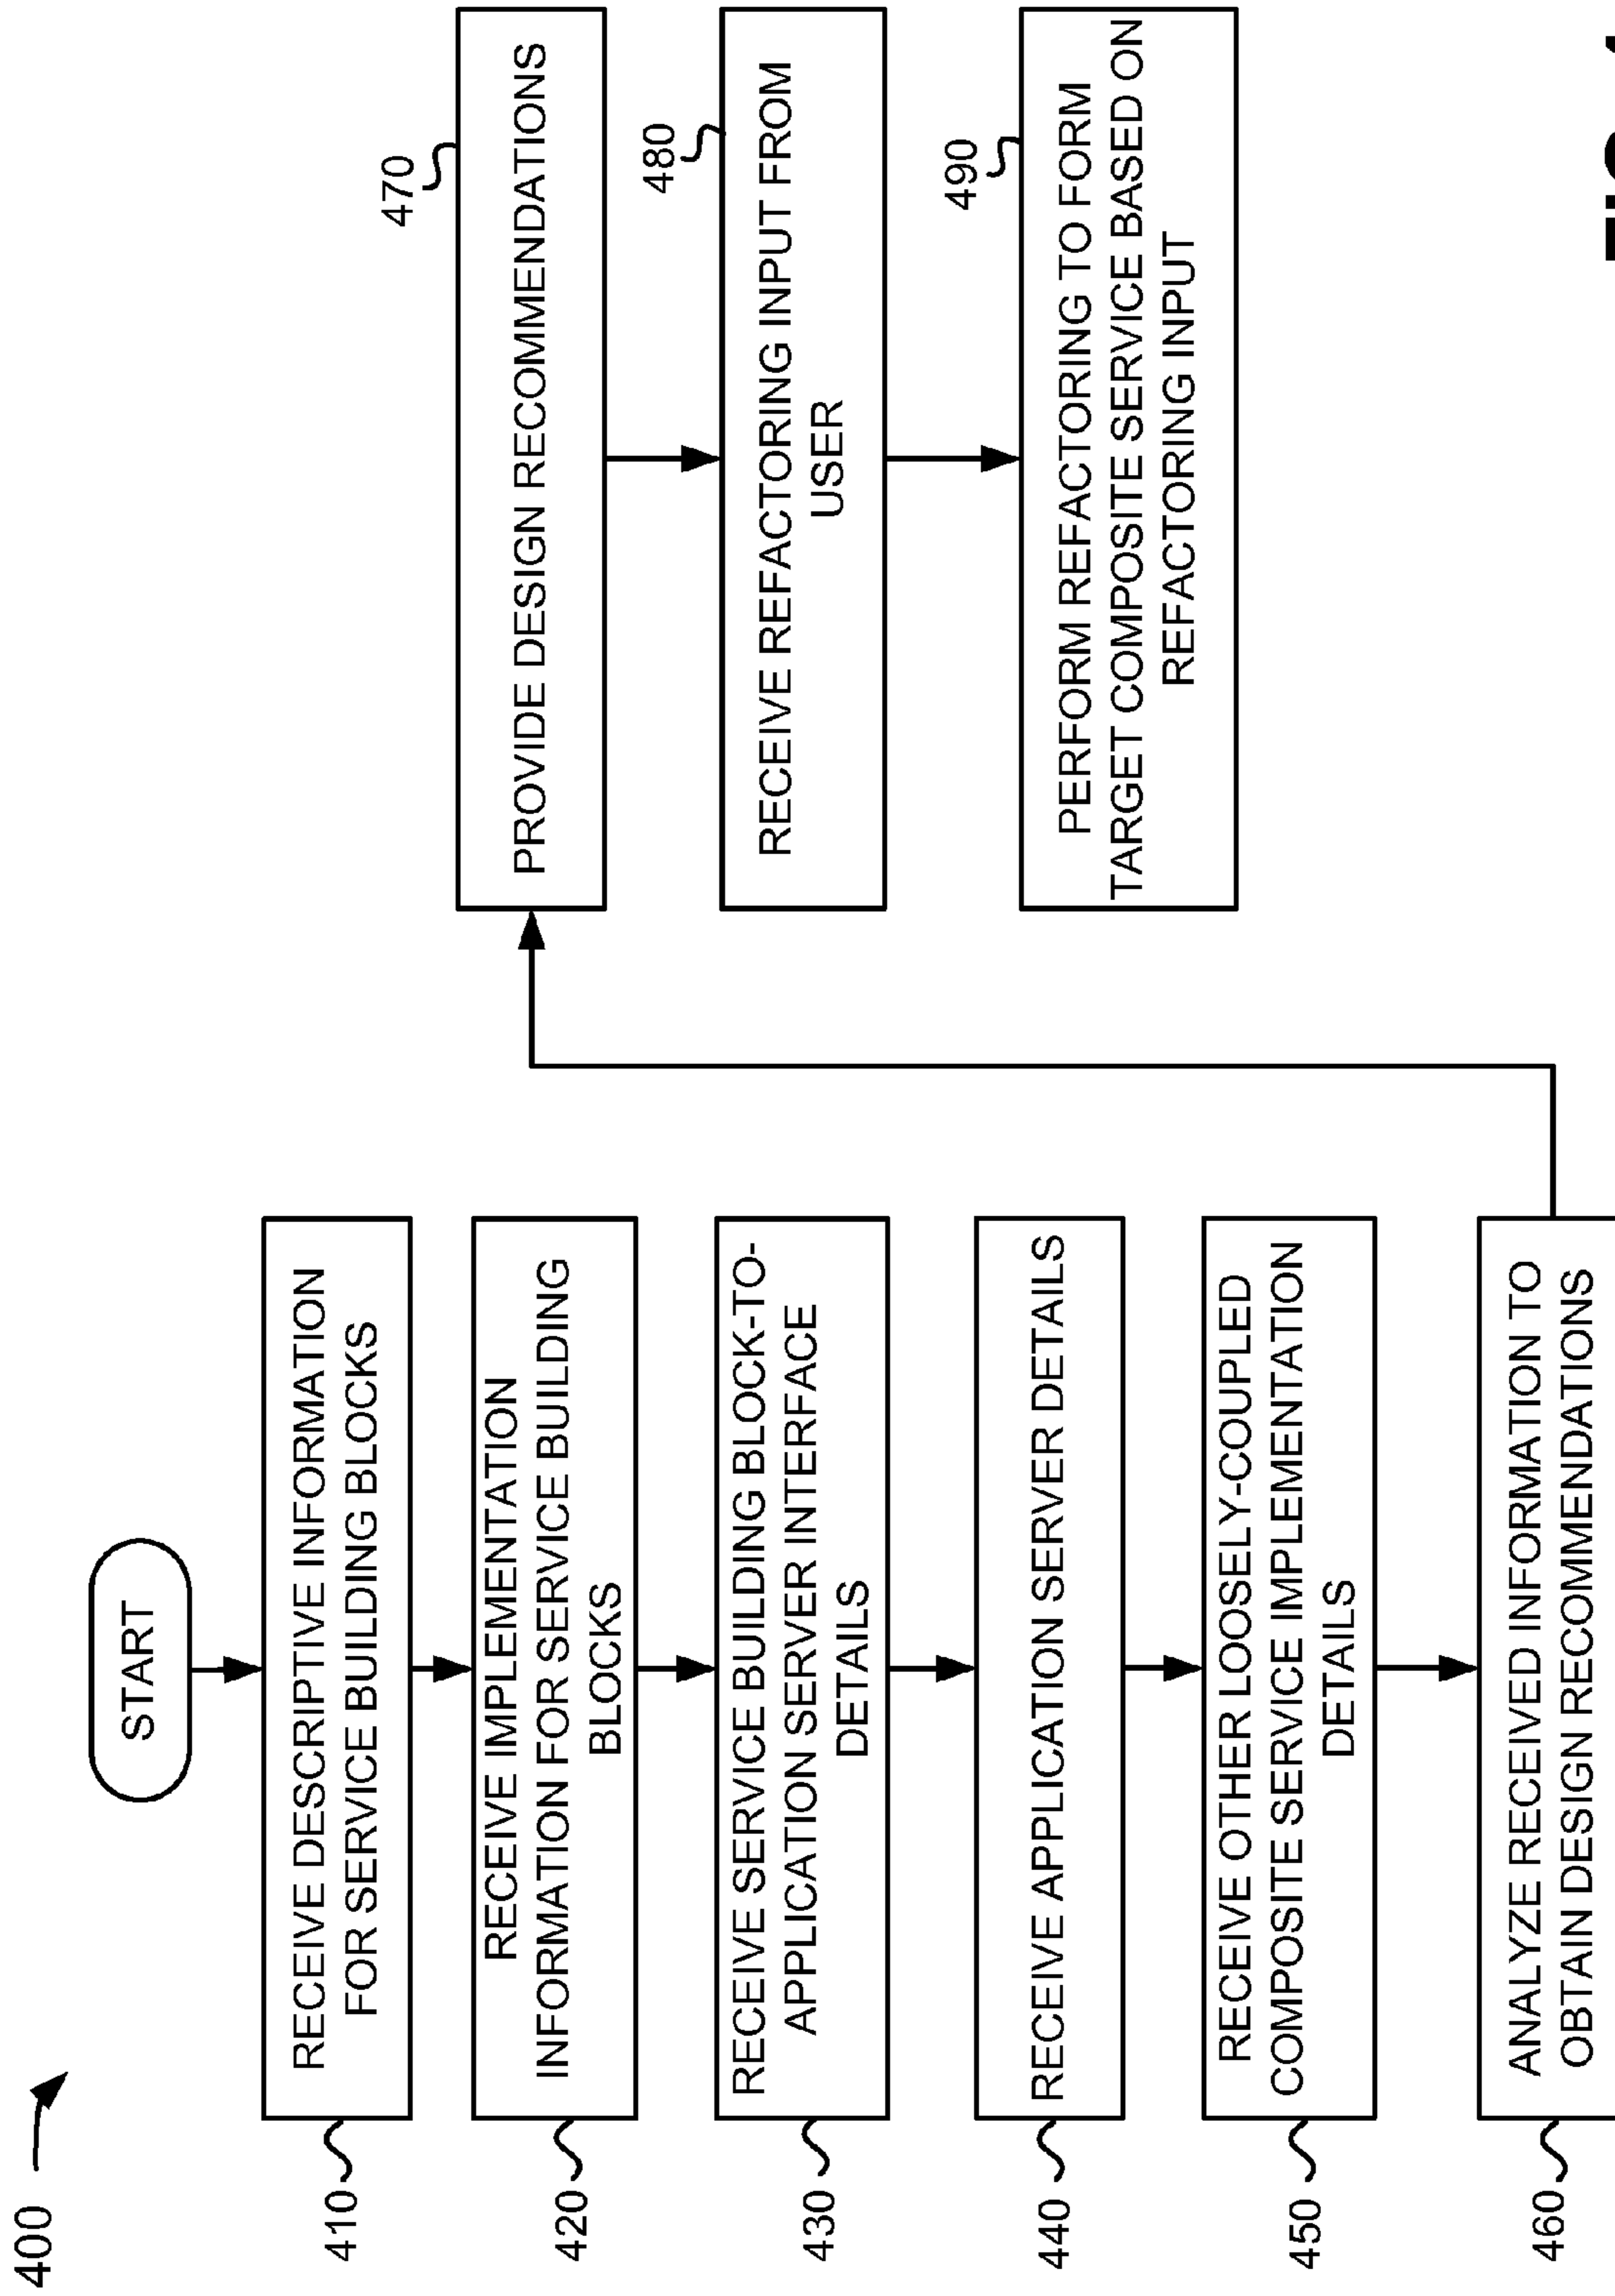 400
START
410
RECEIVE DESCRIPTIVE INFORMATION
FOR SERVICE BUILDING BLOCKS
420
RECEIVE IMPLEMENTATION
INFORMATION FOR SERVICE BUILDING
BLOCKS
430
RECEIVE SERVICE BUILDING BLOCK-TO-
APPLICATION SERVER INTERFACE
DETAILS
440
RECEIVE APPLICATION SERVER DETAILS
450
RECEIVE OTHER LOOSELY-COUPLED
COMPOSITE SERVICE IMPLEMENTATION
DETAILS
460
ANALYZE RECEIVED INFORMATION TO
OBTAIN DESIGN RECOMMENDATIONS
470
PROVIDE DESIGN RECOMMENDATIONS
480
RECEIVE REFACTORING INPUT FROM
USER
490
PERFORM REFACTORING TO FORM
TARGET COMPOSITE SERVICE BASED ON
REFACTORING INPUT